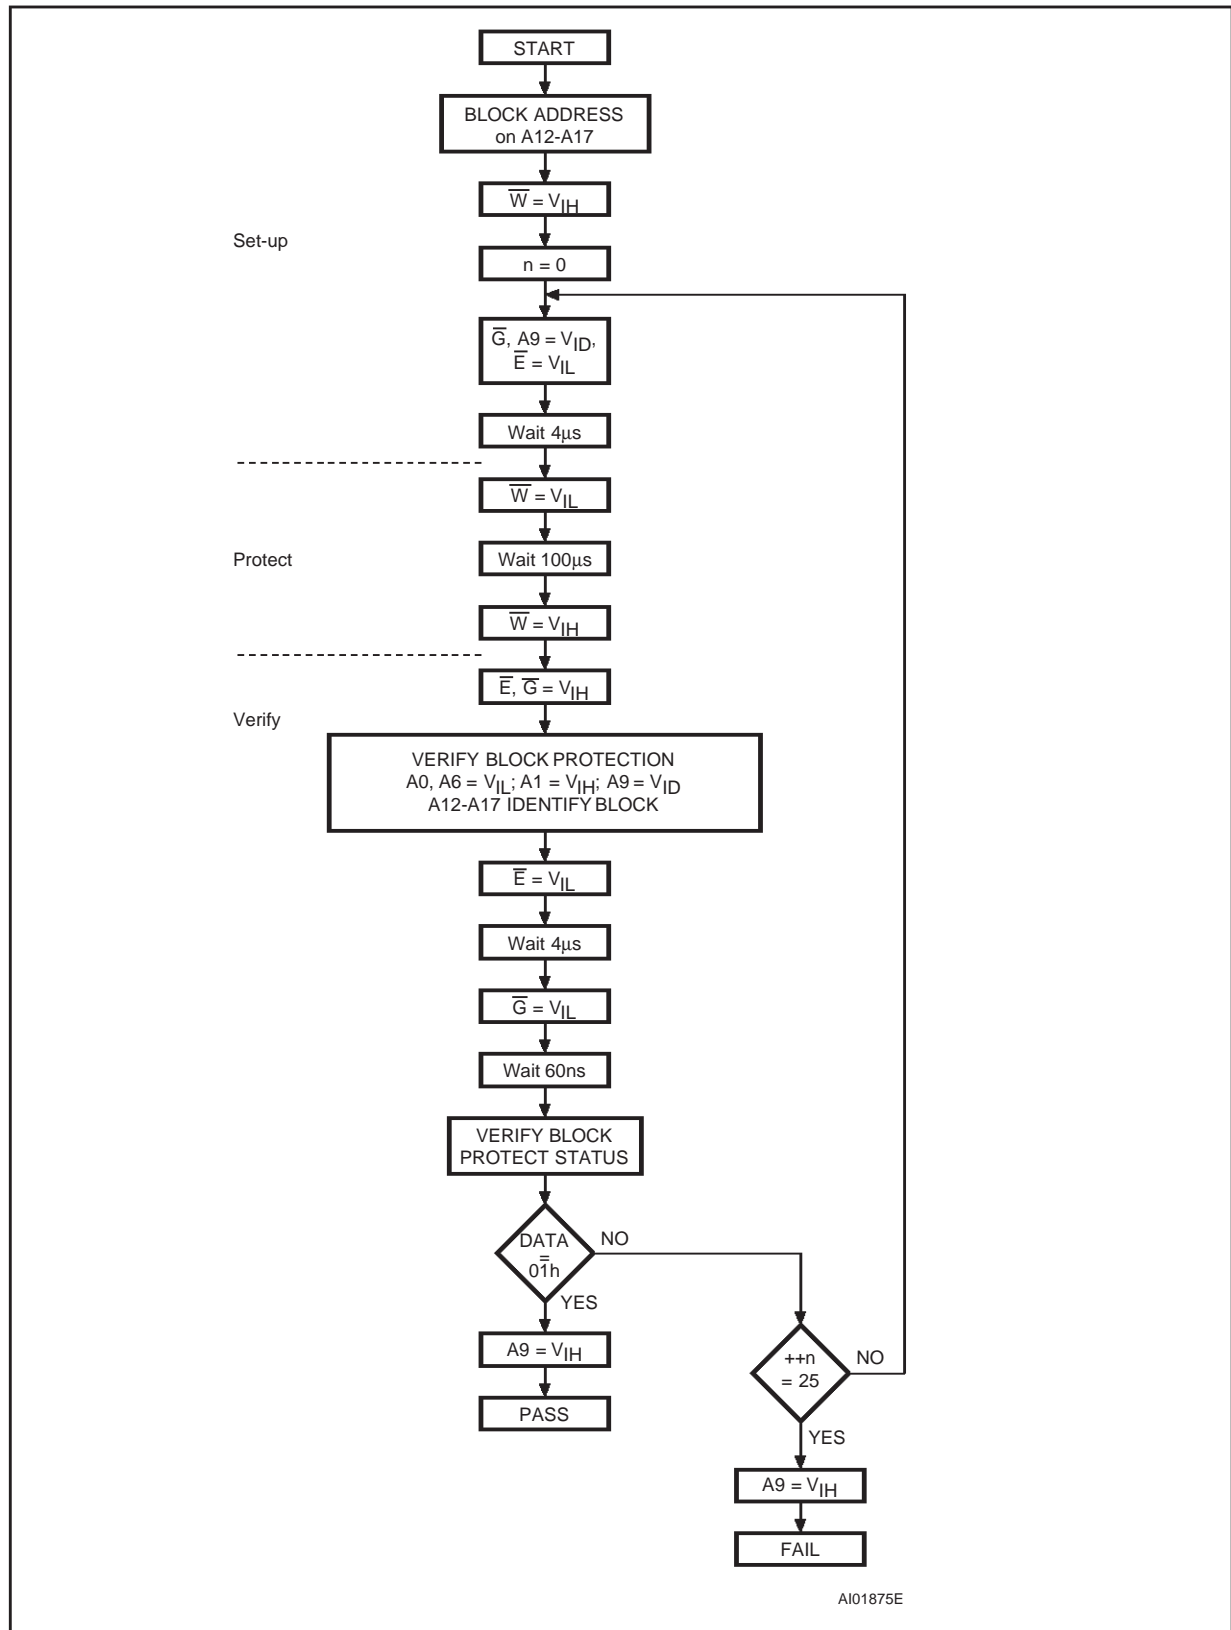 START
BLOCK ADDRESS
on A12-A17
W̅ = VIH
Set-up
n = 0
G̅, A9 = VID,
E̅ = VIL
Wait 4µs
W̅ = VIL
Protect
Wait 100µs
W̅ = VIH
E̅, G̅ = VIH
Verify
VERIFY BLOCK PROTECTION
A0, A6 = VIL; A1 = VIH; A9 = VID
A12-A17 IDENTIFY BLOCK
E̅ = VIL
Wait 4µs
G̅ = VIL
Wait 60ns
VERIFY BLOCK
PROTECT STATUS
DATA
=
01h
NO
YES
A9 = VIH
PASS
++n
= 25
NO
YES
A9 = VIH
FAIL
AI01875E